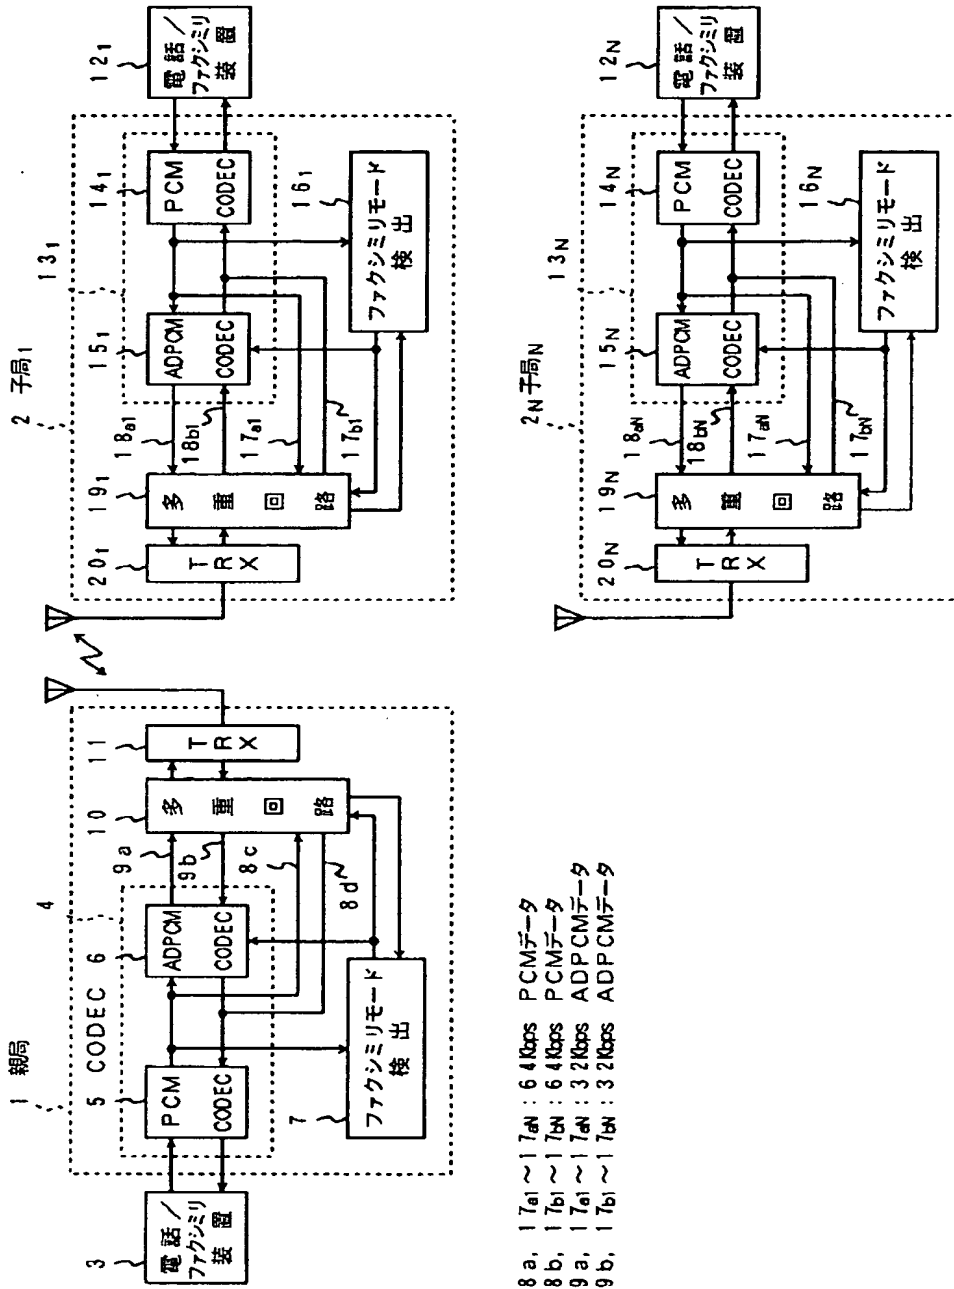 1 親局
4
CODEC
5
6
3
電話/
ファクシミリ
装置
PCM
CODEC
ADPCM
CODEC
9a
9b
8c
8d
10
多重回路
11
TRX
7
ファクシミリモード
検出
2 子局1
20₁
TRX
19₁
多重回路
18a1
18b1
17a1
17b1
13₁
15₁
ADPCM
CODEC
14₁
PCM
CODEC
12₁
電話/
ファクシミリ
装置
16₁
ファクシミリモード
検出
2N 子局N
20N
TRX
19N
多重回路
18aN
18bN
17aN
17bN
13N
15N
ADPCM
CODEC
14N
PCM
CODEC
12N
電話/
ファクシミリ
装置
16N
ファクシミリモード
検出
8a, 17a1〜17aN : 64Kbps PCMデータ
8b, 17b1〜17bN : 64Kbps PCMデータ
9a, 17a1〜17aN : 32Kbps ADPCMデータ
9b, 17b1〜17bN : 32Kbps ADPCMデータ